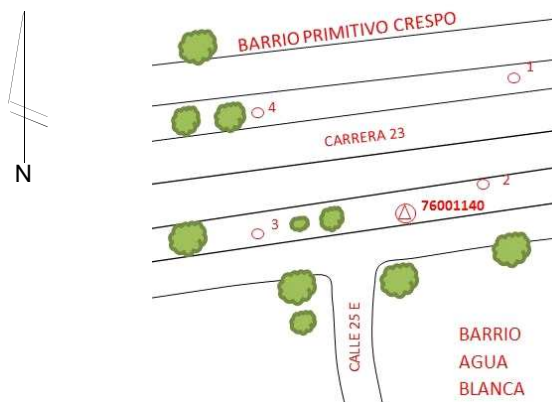 BARRIO PRIMITIVO CRESPO
1
4
CARRERA 23
2
76001140
3
N
CALLE 25 E
BARRIO
AGUA
BLANCA